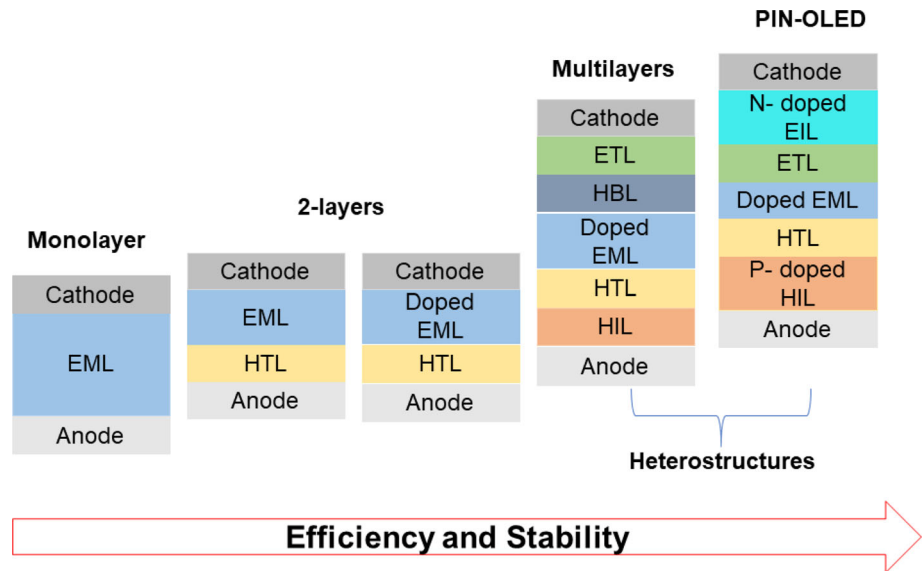 Monolayer
Cathode
EML
Anode
2-layers
Cathode
EML
HTL
Anode
Cathode
Doped
EML
HTL
Anode
Multilayers
Cathode
ETL
HBL
Doped
EML
HTL
HIL
Anode
PIN-OLED
Cathode
N- doped
EIL
ETL
Doped EML
HTL
P- doped
HIL
Anode
Heterostructures
Efficiency and Stability